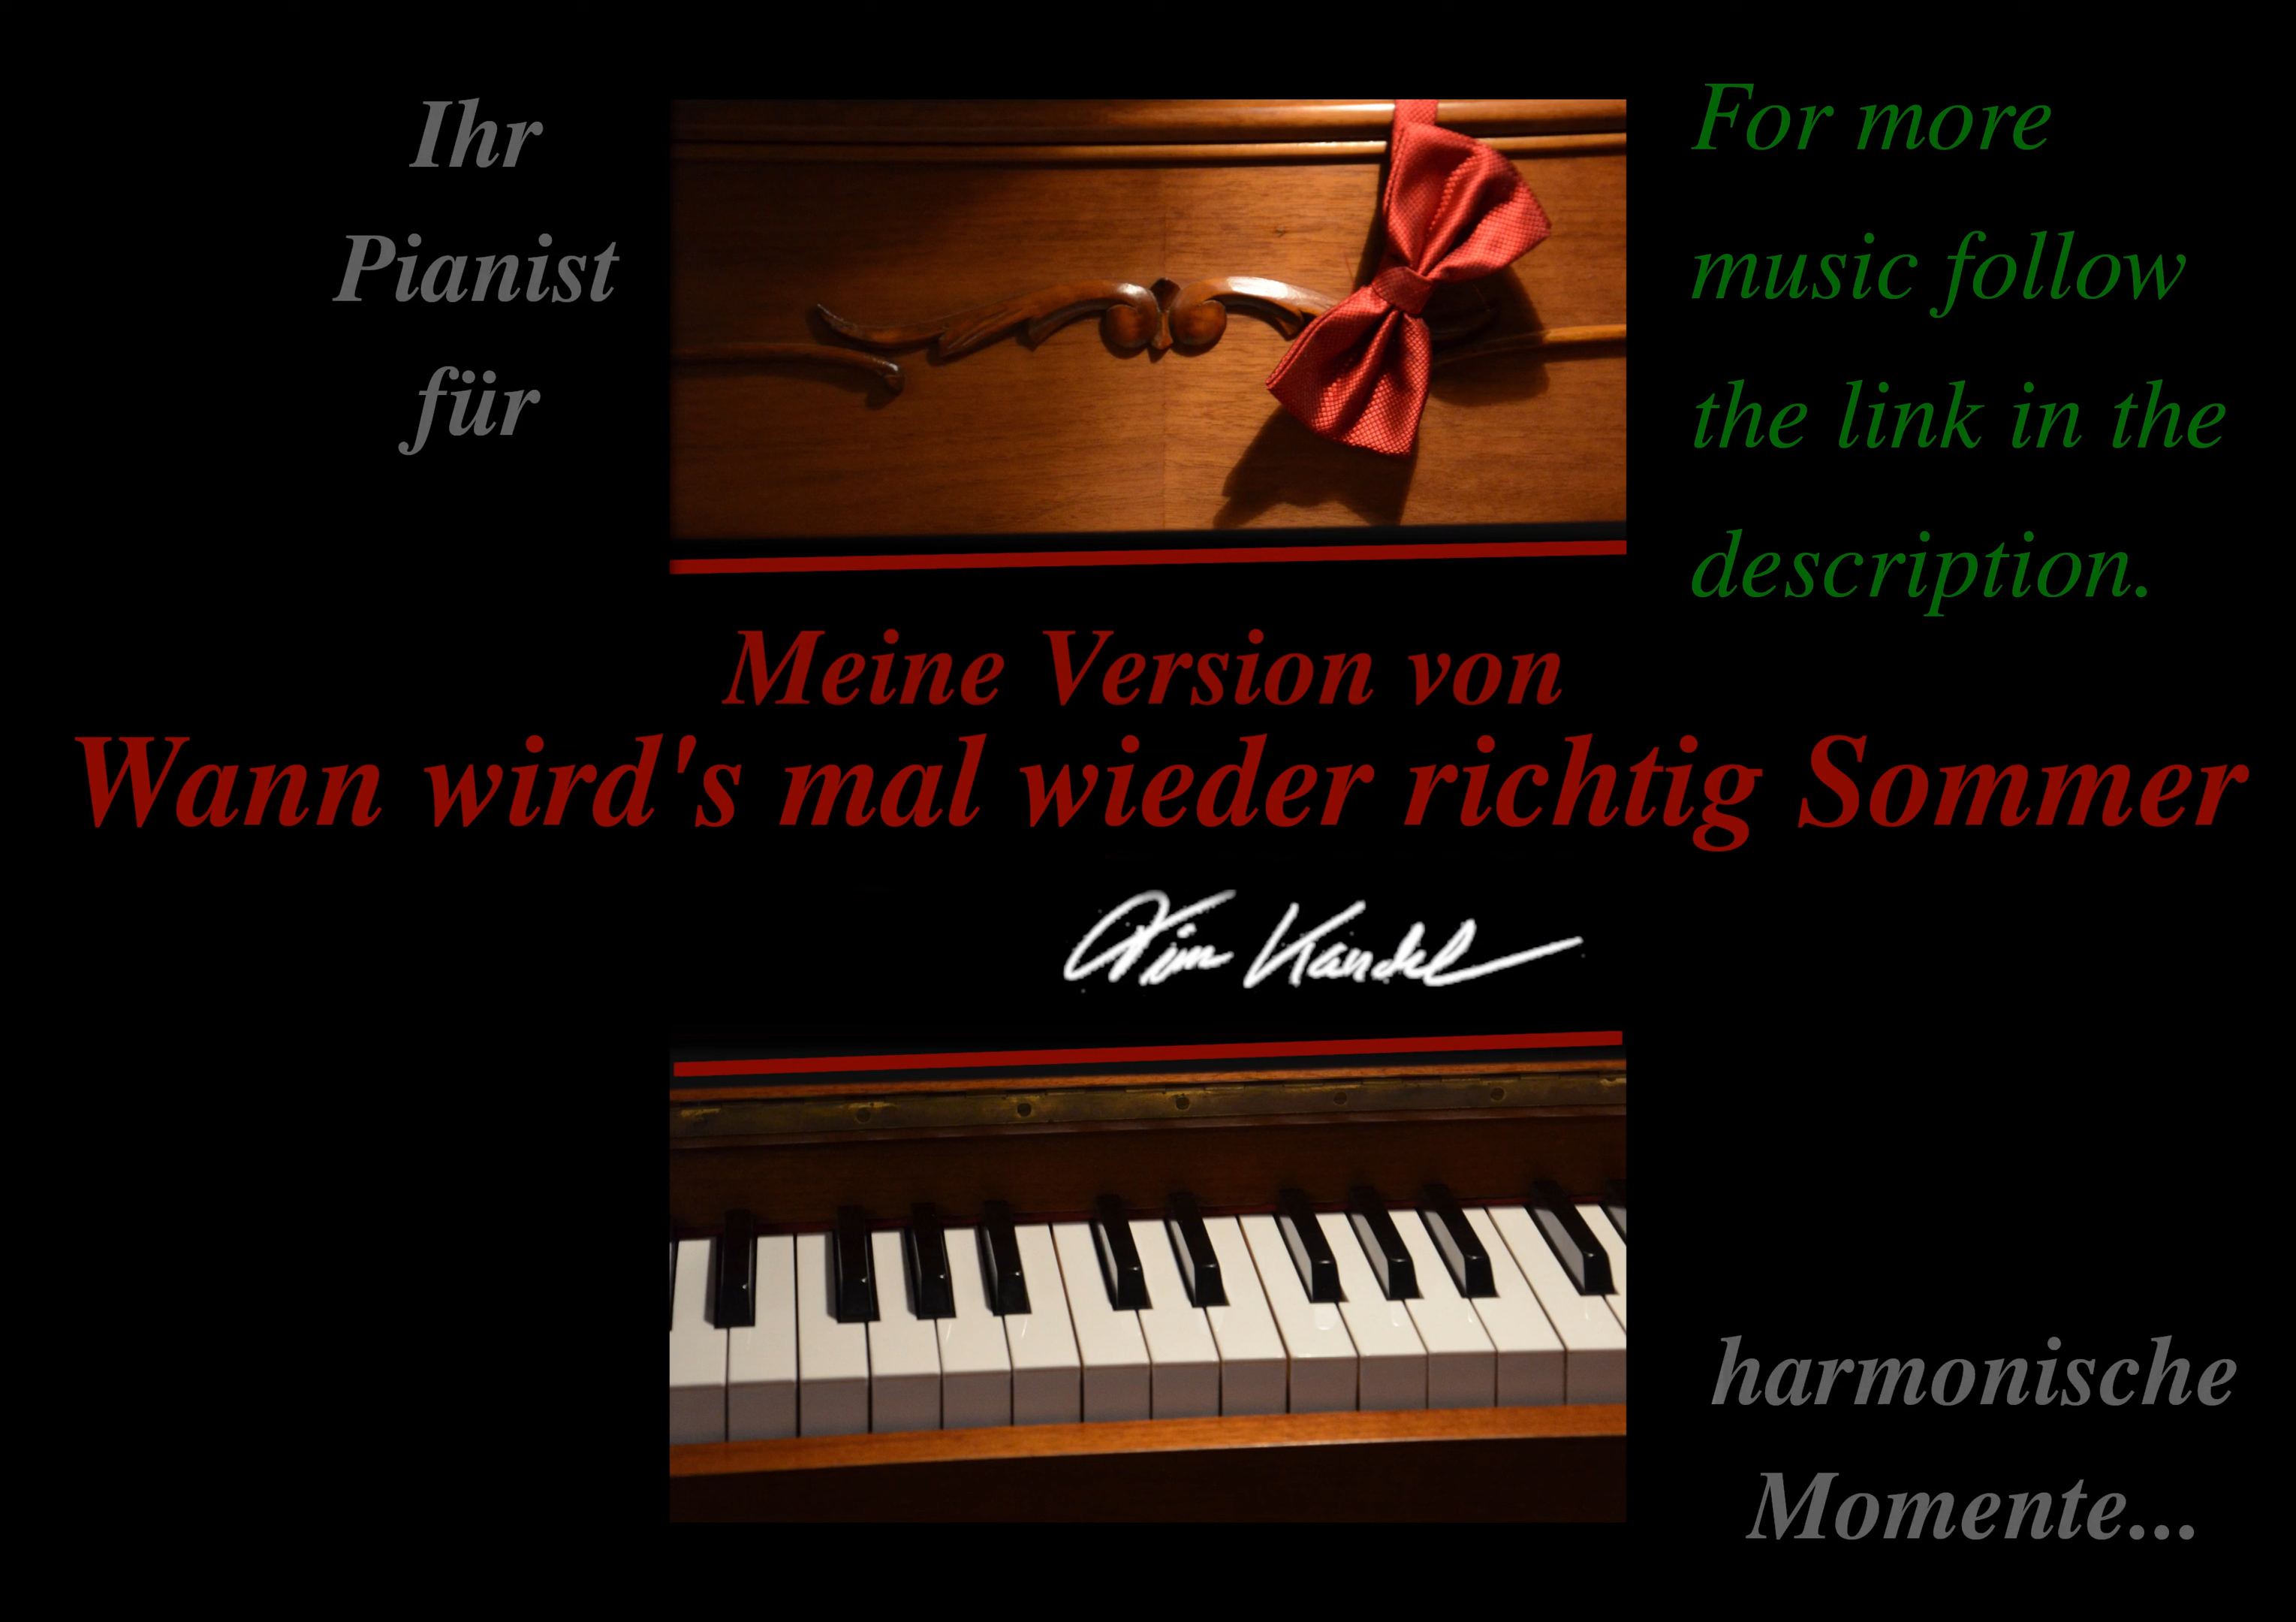 Ihr
Pianist
für
For more
music follow
the link in the
description.
Meine Version von
Wann wird's mal wieder richtig Sommer
harmonische
Momente...